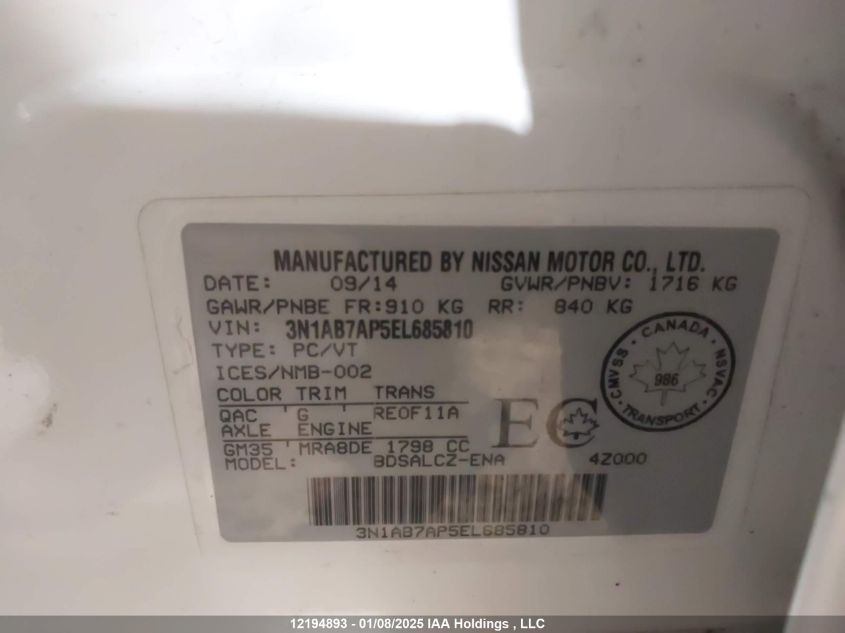 MANUFACTURED BY NISSAN MOTOR CO., LTD.
DATE: 09/14 GVWR/PNBV: 1716 KG
GAWR/PNBE FR:910 KG RR: 840 KG
VIN: 3N1AB7AP5EL685810
TYPE: PC/VT
ICES/NMB-002
COLOR TRIM TRANS
QAC G RE0F11A
AXLE ENGINE
GM35 MRA8DE 1798 CC
MODEL: BDSALCZ-ENA 4Z000
EC
CANADA
CMVSS NSVAC
986
TRANSPORT
3N1AB7AP5EL685810
12194893 - 01/08/2025 IAA Holdings , LLC